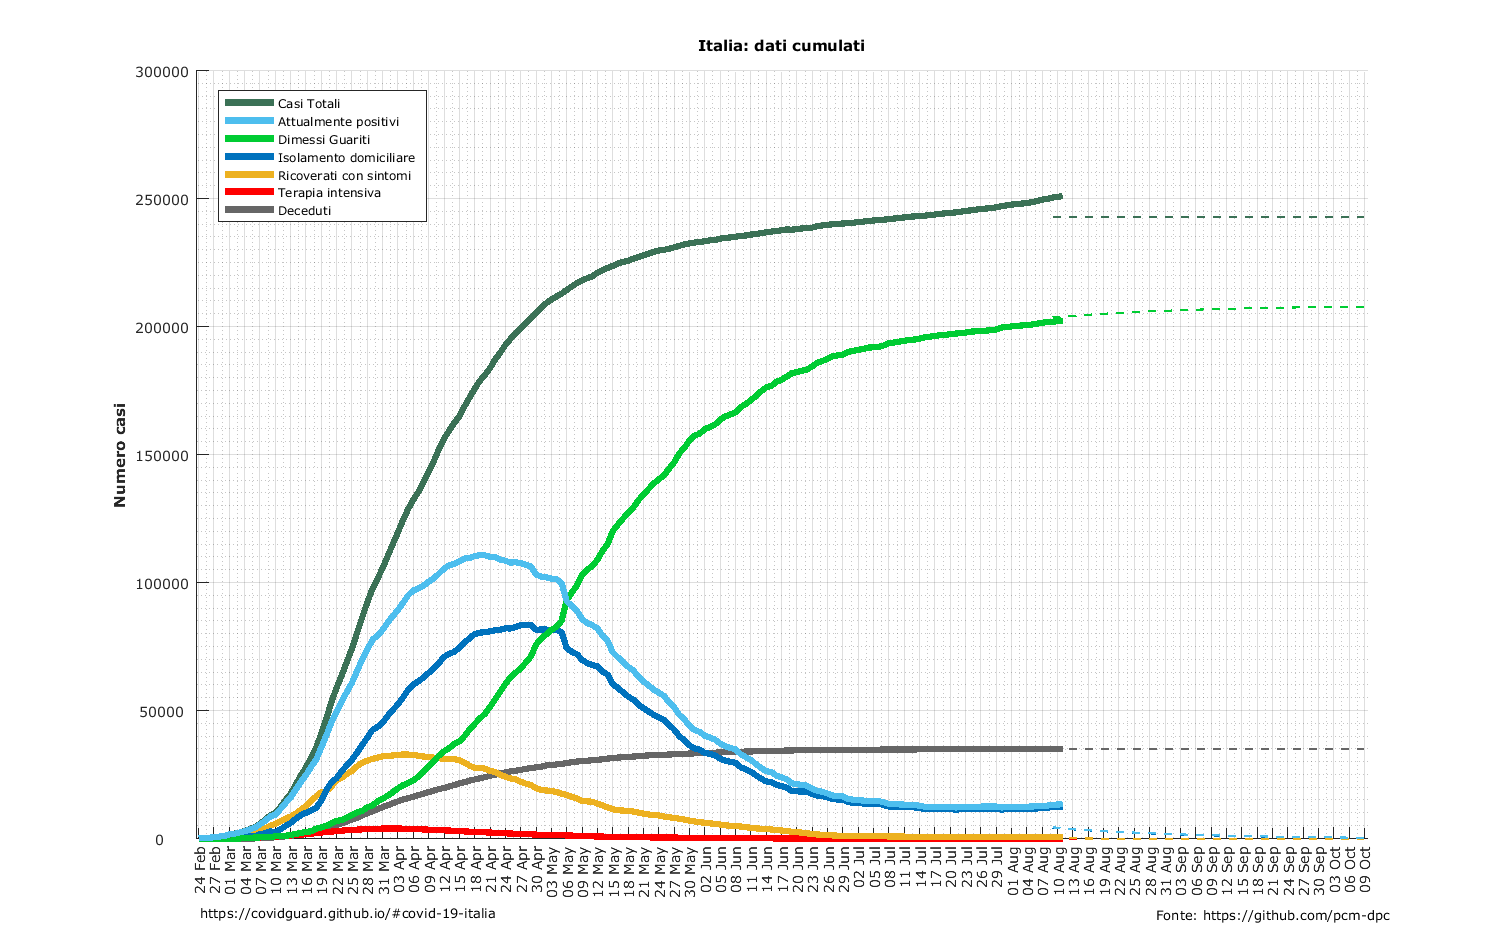 Italia: dati cumulati
300000
250000
200000
150000
100000
50000
0
Numero casi
Casi Totali
Attualmente positivi
Dimessi Guariti
Isolamento domiciliare
Ricoverati con sintomi
Terapia intensiva
Deceduti
24 Feb
27 Feb
01 Mar
04 Mar
07 Mar
10 Mar
13 Mar
16 Mar
19 Mar
22 Mar
25 Mar
28 Mar
31 Mar
03 Apr
06 Apr
09 Apr
12 Apr
15 Apr
18 Apr
21 Apr
24 Apr
27 Apr
30 Apr
03 May
06 May
09 May
12 May
15 May
18 May
21 May
24 May
27 May
30 May
02 Jun
05 Jun
08 Jun
11 Jun
14 Jun
17 Jun
20 Jun
23 Jun
26 Jun
29 Jun
02 Jul
05 Jul
08 Jul
11 Jul
14 Jul
17 Jul
20 Jul
23 Jul
26 Jul
29 Jul
01 Aug
04 Aug
07 Aug
10 Aug
13 Aug
16 Aug
19 Aug
22 Aug
25 Aug
28 Aug
31 Aug
03 Sep
06 Sep
09 Sep
12 Sep
15 Sep
18 Sep
21 Sep
24 Sep
27 Sep
30 Sep
03 Oct
06 Oct
09 Oct
https://covidguard.github.io/#covid-19-italia
Fonte: https://github.com/pcm-dpc